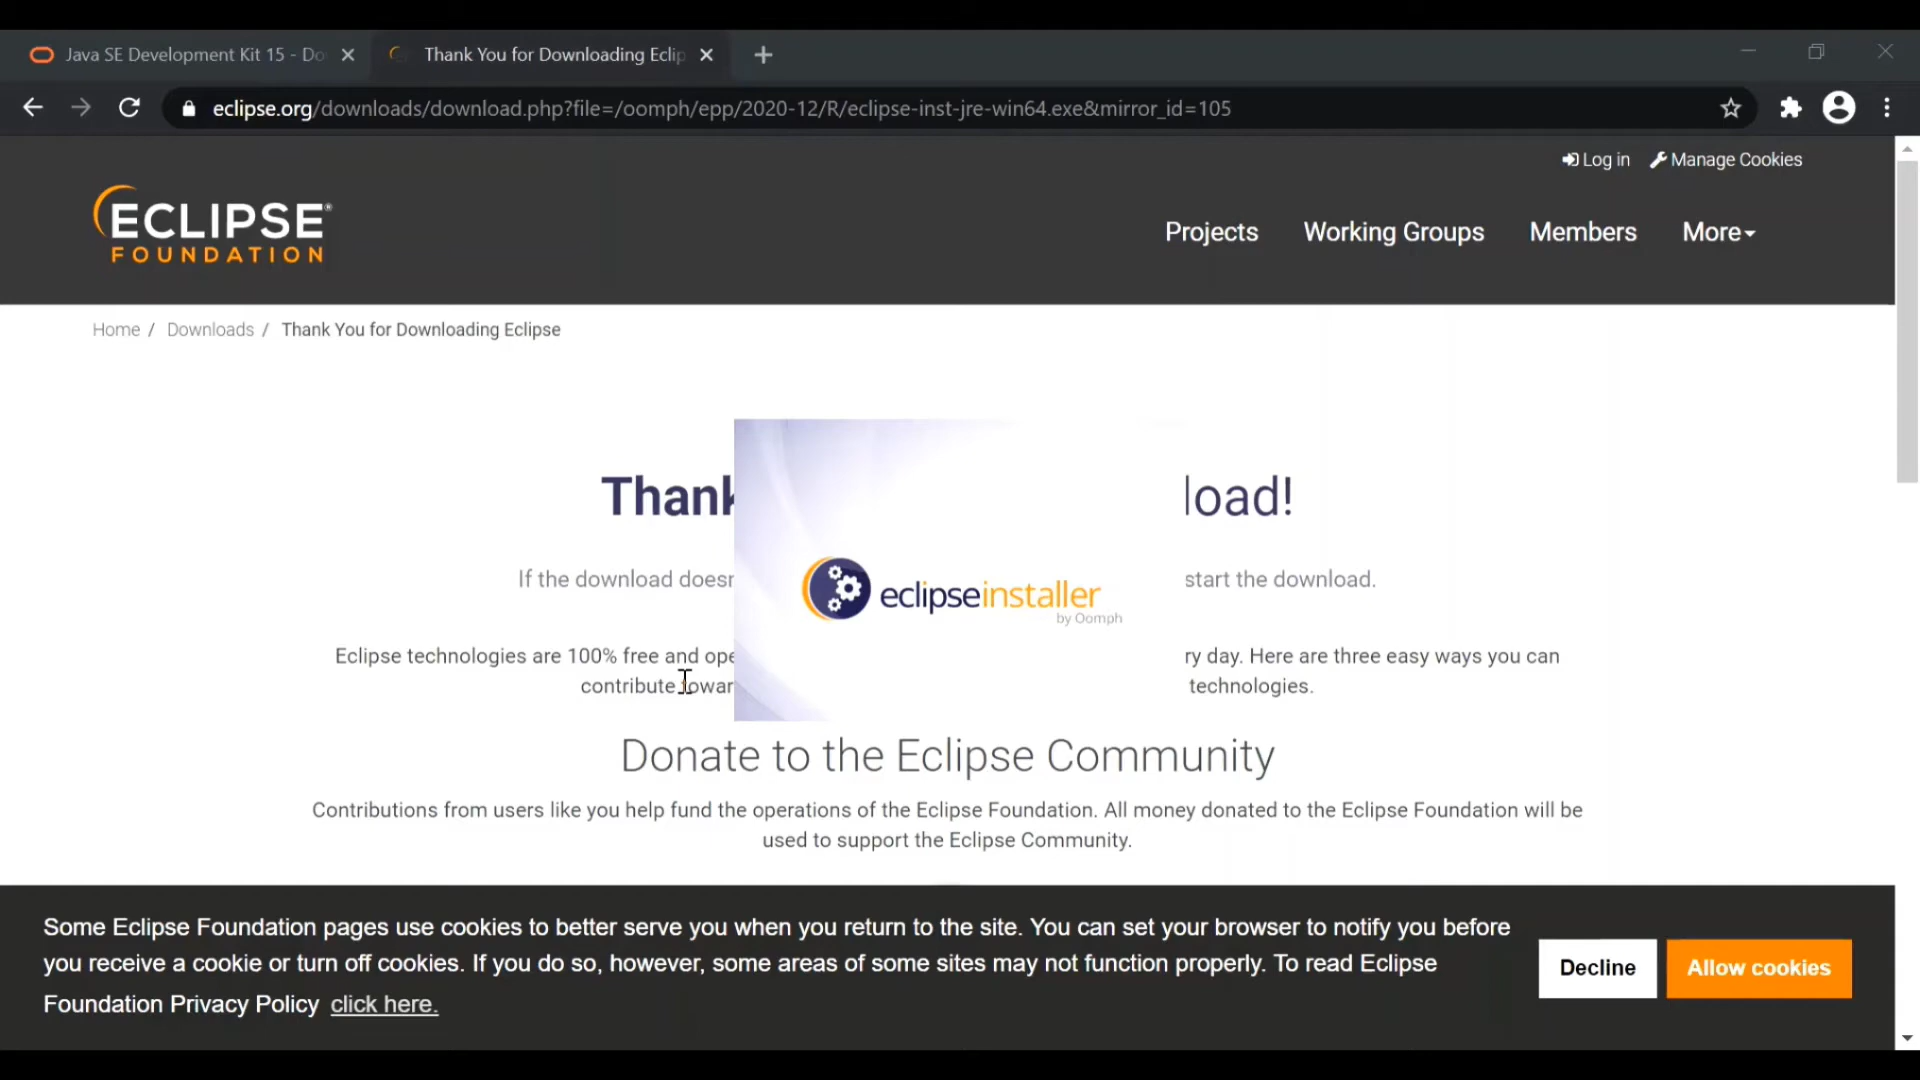 Java SE Development Kit 15 - Do
Thank You for Downloading Eclip
eclipse.org/downloads/download.php?file=/oomph/epp/2020-12/R/eclipse-inst-jre-win64.exe&mirror_id=105
Log in
Manage Cookies
ECLIPSE®
FOUNDATION
Projects
Working Groups
Members
More
Home / Downloads / Thank You for Downloading Eclipse
Thank load!
If the download doesn start the download.
Eclipse technologies are 100% free and ope ry day. Here are three easy ways you can
contribute towar technologies.
eclipseinstaller
by Oomph
Donate to the Eclipse Community
Contributions from users like you help fund the operations of the Eclipse Foundation. All money donated to the Eclipse Foundation will be
used to support the Eclipse Community.
Some Eclipse Foundation pages use cookies to better serve you when you return to the site. You can set your browser to notify you before
you receive a cookie or turn off cookies. If you do so, however, some areas of some sites may not function properly. To read Eclipse
Foundation Privacy Policy click here.
Decline
Allow cookies